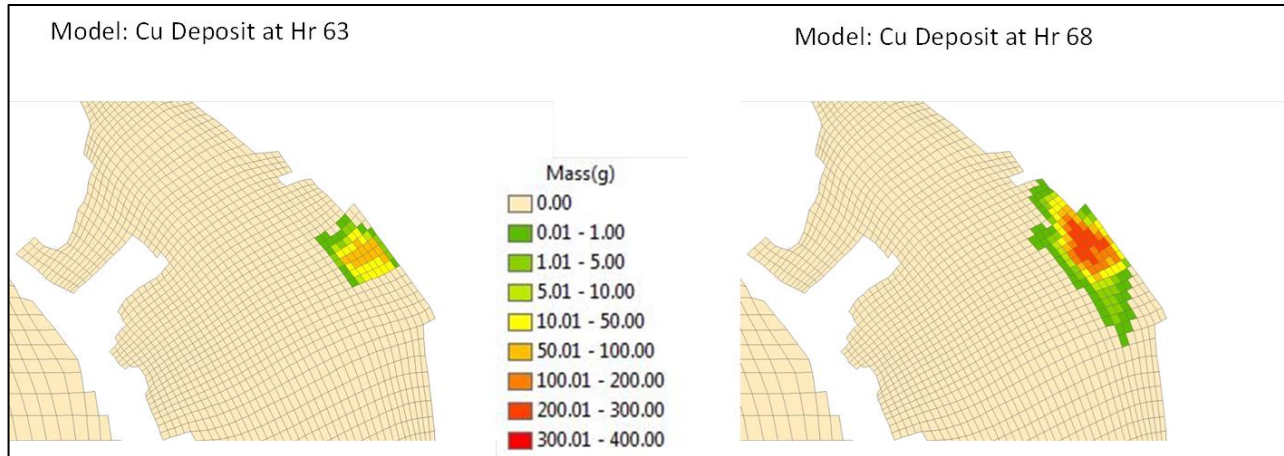 Model: Cu Deposit at Hr 63
Model: Cu Deposit at Hr 68
Mass(g)
0.00
0.01 - 1.00
1.01 - 5.00
5.01 - 10.00
10.01 - 50.00
50.01 - 100.00
100.01 - 200.00
200.01 - 300.00
300.01 - 400.00